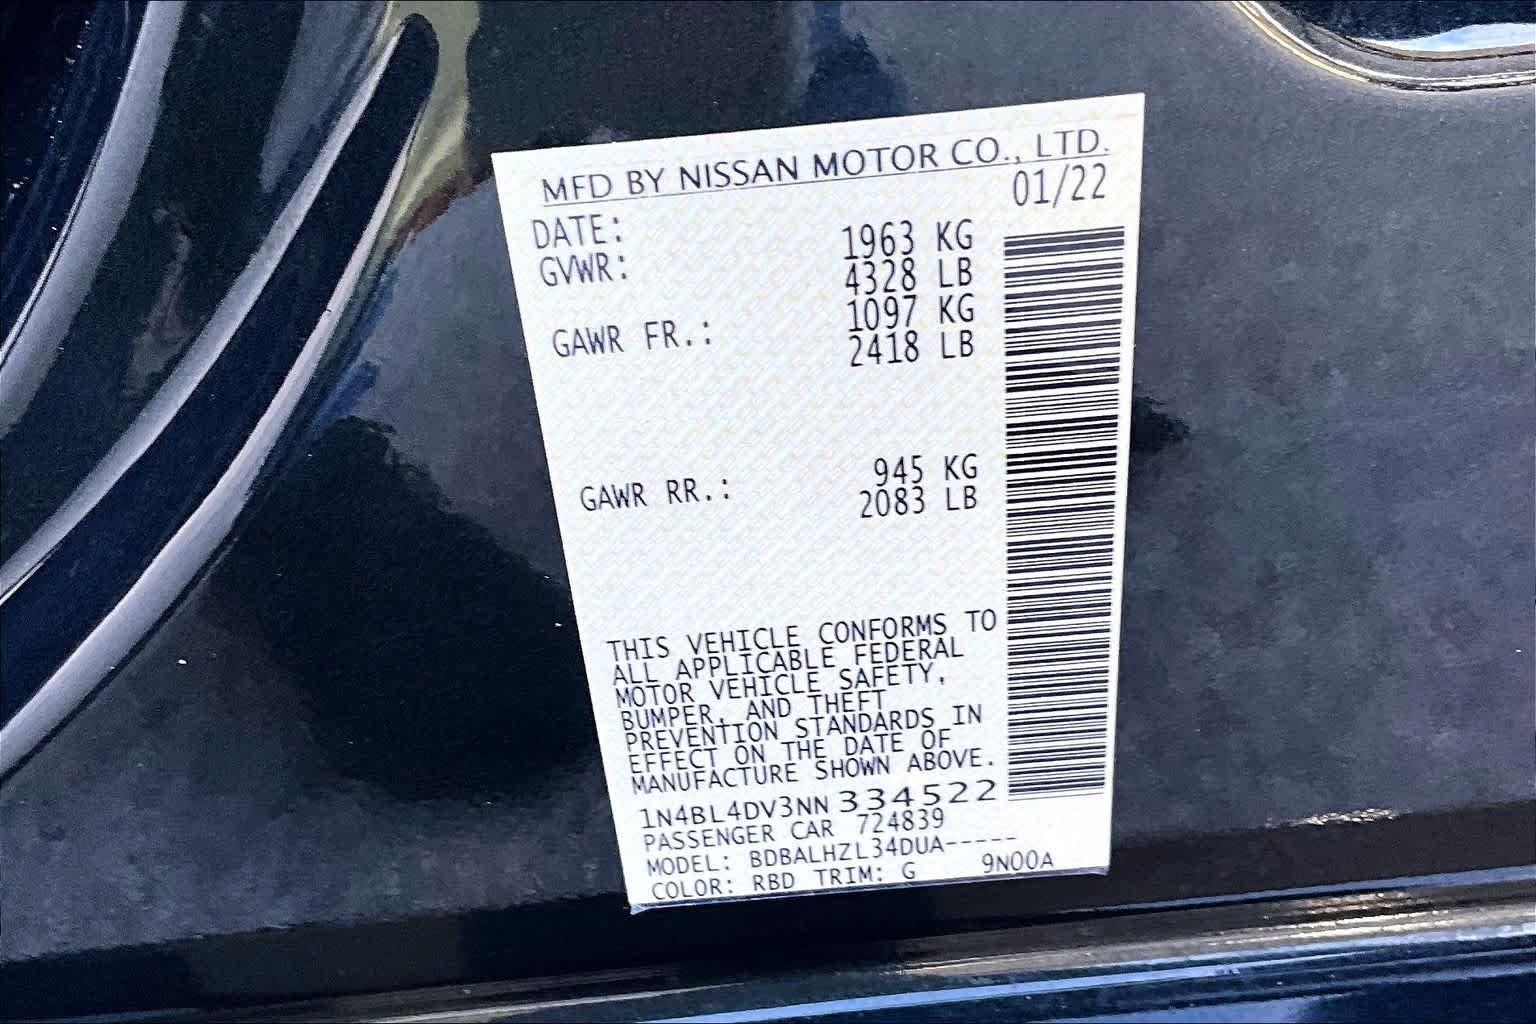 MFD BY NISSAN MOTOR CO., LTD.
DATE: 01/22
GVWR: 1963 KG
4328 LB
GAWR FR.: 1097 KG
2418 LB
GAWR RR.: 945 KG
2083 LB
THIS VEHICLE CONFORMS TO
ALL APPLICABLE FEDERAL
MOTOR VEHICLE SAFETY,
BUMPER, AND THEFT
PREVENTION STANDARDS IN
EFFECT ON THE DATE OF
MANUFACTURE SHOWN ABOVE.
1N4BL4DV3NN 334522
PASSENGER CAR 724839
MODEL: BDBALHZL34DUA-----
COLOR: RBD TRIM: G 9N00A